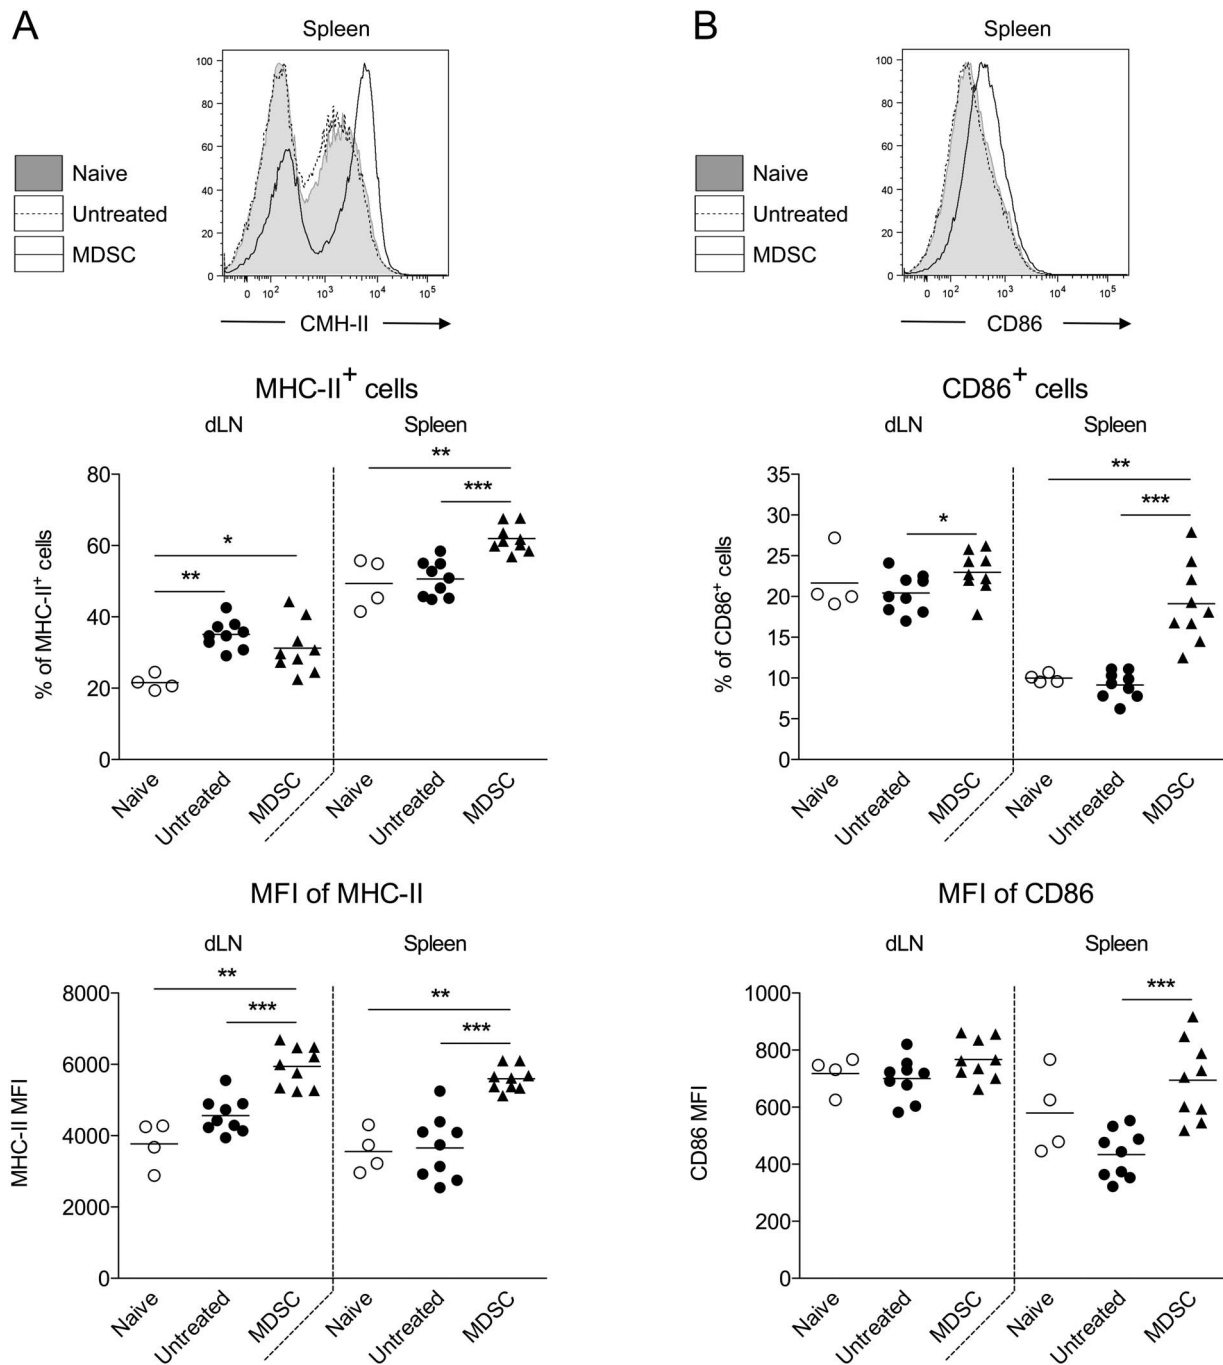 A
Spleen
100
80
60
40
20
0
0 10² 10³ 10⁴ 10⁵
CMH-II
Naive
Untreated
MDSC
MHC-II⁺ cells
dLN Spleen
** ***
* **
% of MHC-II⁺ cells
80
60
40
20
0
Naive Untreated MDSC Naive Untreated MDSC
MFI of MHC-II
dLN Spleen
** ***
** ***
MHC-II MFI
8000
6000
4000
2000
0
Naive Untreated MDSC Naive Untreated MDSC
B
Spleen
100
80
60
40
20
0
0 10² 10³ 10⁴ 10⁵
CD86
Naive
Untreated
MDSC
CD86⁺ cells
dLN Spleen
**
* ***
% of CD86⁺ cells
35
30
25
20
15
10
5
0
Naive Untreated MDSC Naive Untreated MDSC
MFI of CD86
dLN Spleen
***
CD86 MFI
1000
800
600
400
200
0
Naive Untreated MDSC Naive Untreated MDSC